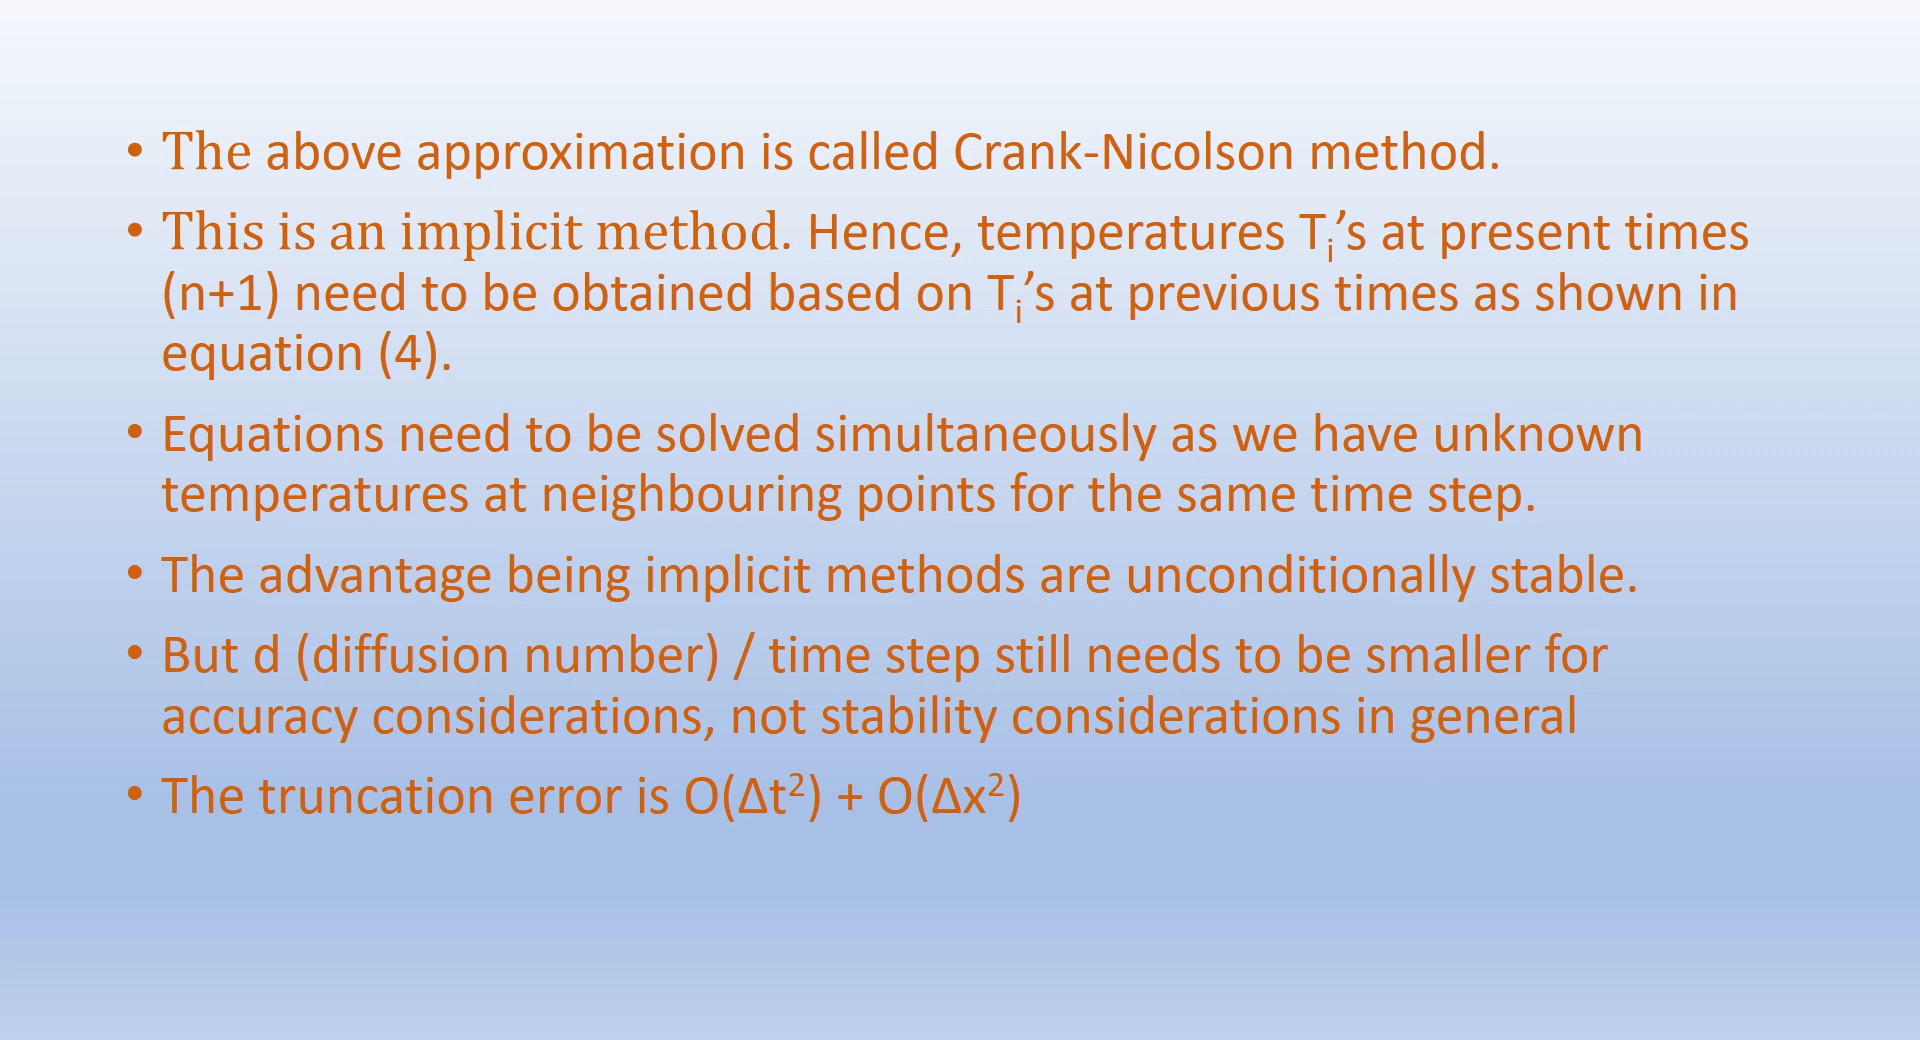 • The above approximation is called Crank-Nicolson method.
• This is an implicit method. Hence, temperatures Tᵢ’s at present times
(n+1) need to be obtained based on Tᵢ’s at previous times as shown in
equation (4).
• Equations need to be solved simultaneously as we have unknown
temperatures at neighbouring points for the same time step.
• The advantage being implicit methods are unconditionally stable.
• But d (diffusion number) / time step still needs to be smaller for
accuracy considerations, not stability considerations in general
• The truncation error is O(Δt²) + O(Δx²)